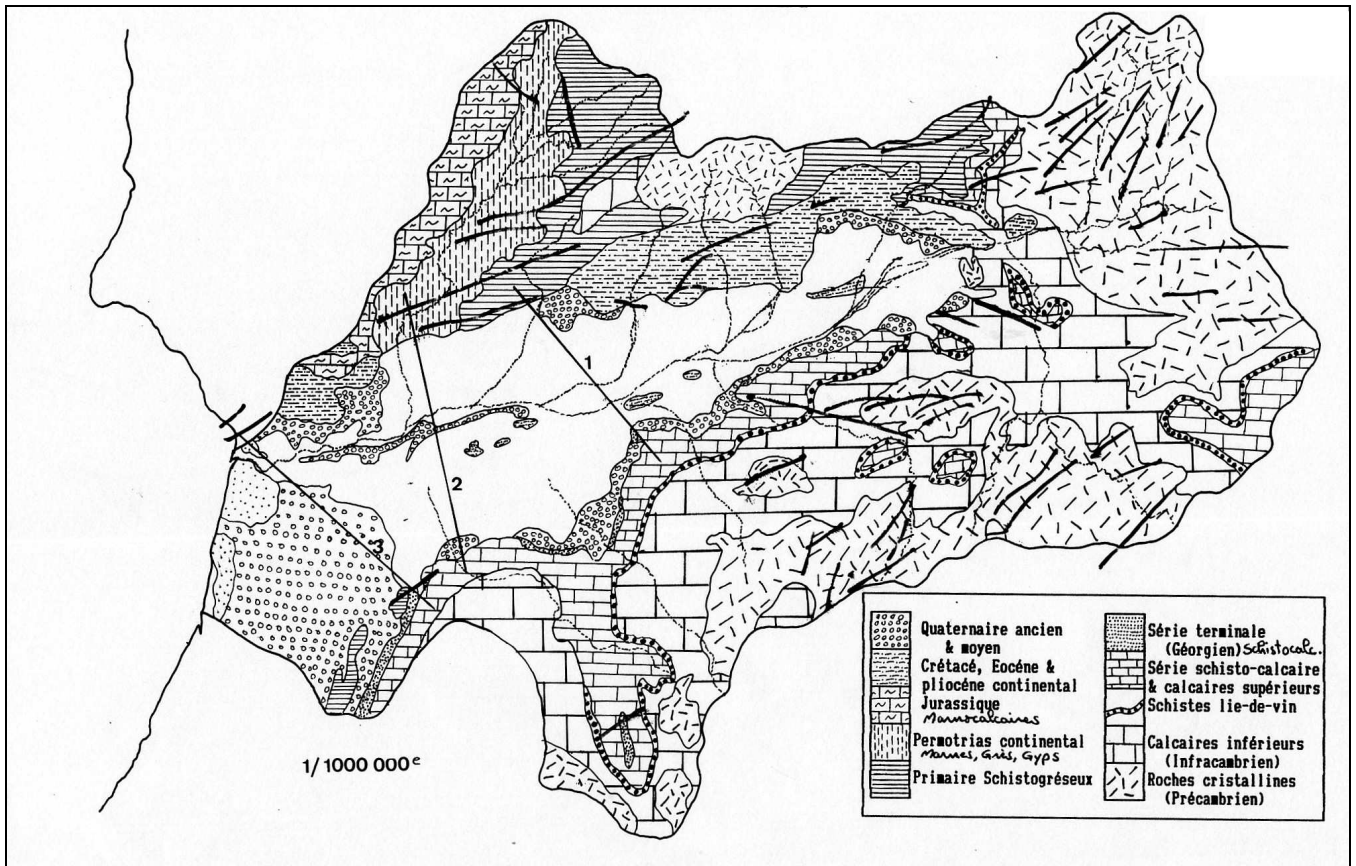 1
2
3
1/1000 000e
Quaternaire ancien
& moyen
Crétacé, Eocéne &
pliocéne continental
Jurassique
Marnocalcaires
Permotrias continental
Marnes, Grès, Gyps
Primaire Schistogréseux
Série terminale
(Géorgien) Schistocalc.
Série schisto-calcaire
& calcaires supérieurs
Schistes lie-de-vin
Calcaires inférieurs
(Infracambrien)
Roches cristallines
(Précambrien)